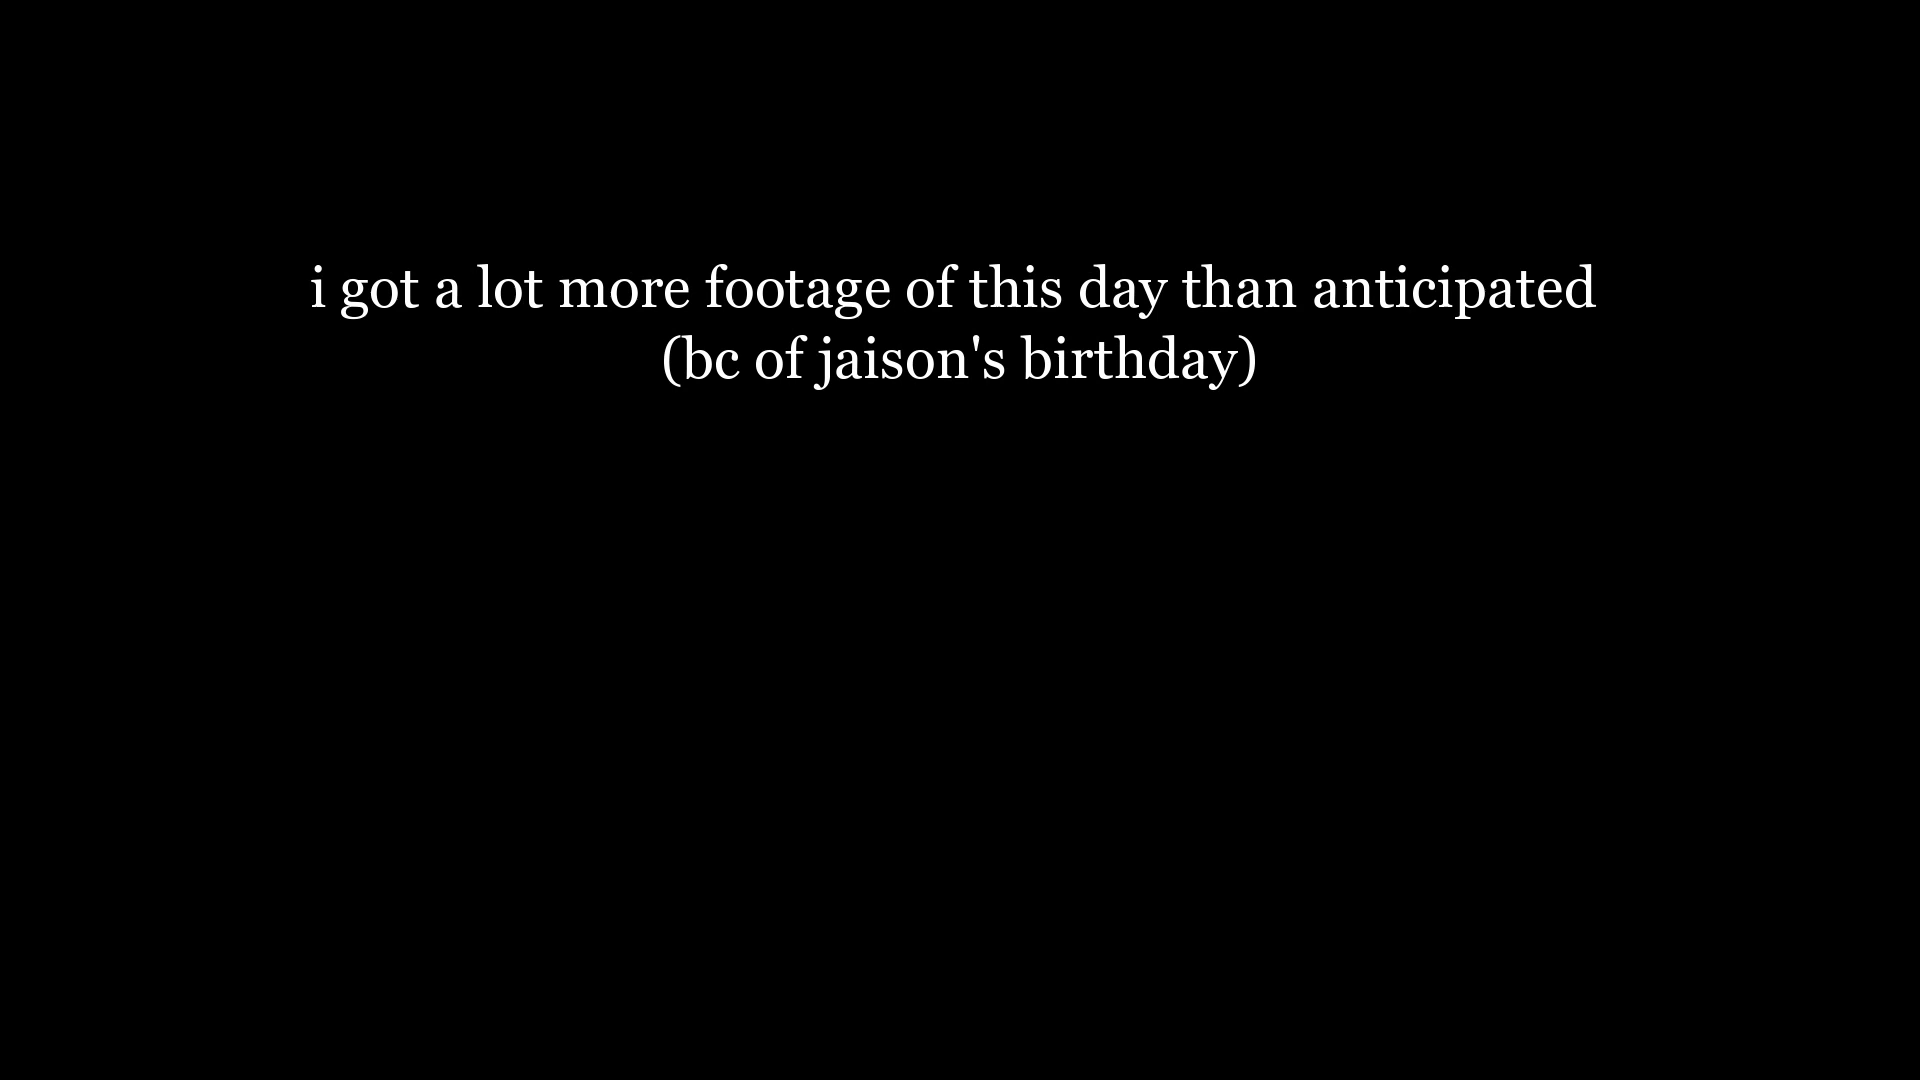 i got a lot more footage of this day than anticipated
(bc of jaison's birthday)